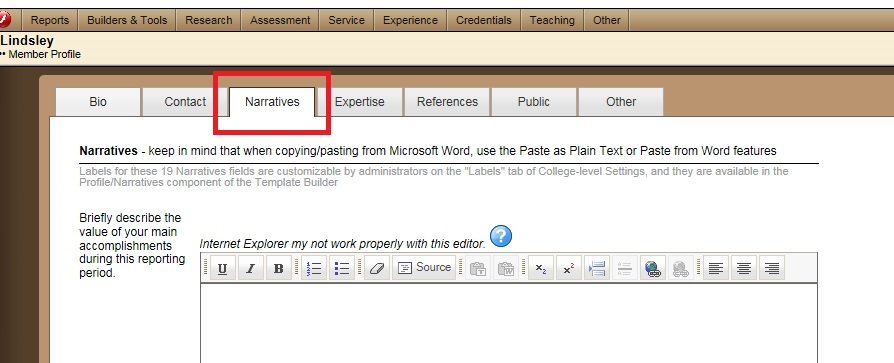 Reports Builders & Tools Research Assessment Service Experience Credentials Teaching Other
Lindsley
•• Member Profile
Bio Contact Narratives Expertise References Public Other
Narratives - keep in mind that when copying/pasting from Microsoft Word, use the Paste as Plain Text or Paste from Word features
Labels for these 19 Narratives fields are customizable by administrators on the "Labels" tab of College-level Settings, and they are available in the
Profile/Narratives component of the Template Builder
Briefly describe the
value of your main
accomplishments
during this reporting
period.
Internet Explorer my not work properly with this editor. ?
U I B Source x₂ x²